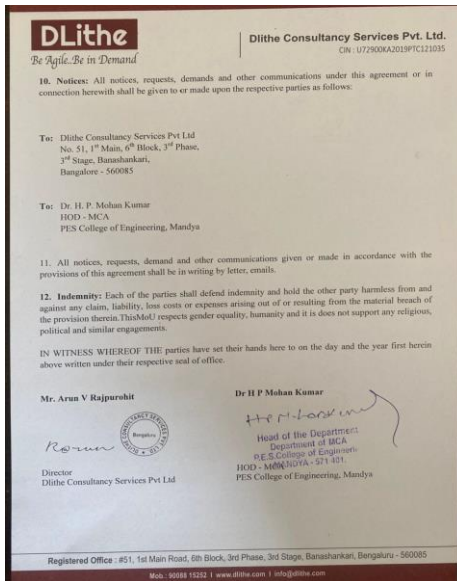 DLithe
Be Agile..Be in Demand
Dlithe Consultancy Services Pvt. Ltd.
CIN : U72900KA2019PTC121035
10. Notices: All notices, requests, demands and other communications under this agreement or in
connection herewith shall be given to or made upon the respective parties as follows:
To: Dlithe Consultancy Services Pvt Ltd
No. 51, 1st Main, 6th Block, 3rd Phase,
3rd Stage, Banashankari,
Bangalore - 560085
To: Dr. H. P. Mohan Kumar
HOD - MCA
PES College of Engineering, Mandya
11. All notices, requests, demand and other communications given or made in accordance with the
provisions of this agreement shall be in writing by letter, emails.
12. Indemnity: Each of the parties shall defend indemnity and hold the other party harmless from and
against any claim, liability, loss costs or expenses arising out of or resulting from the material breach of
the provision therein.ThisMoU respects gender equality, humanity and it is does not support any religious,
political and similar engagements.
IN WITNESS WHEREOF THE parties have set their hands here to on the day and the year first herein
above written under their respective seal of office.
Mr. Arun V Rajpurohit
DLITHE CONSULTANCY SERVICES PVT LTD
Bengaluru
Director
Dlithe Consultancy Services Pvt Ltd
Dr H P Mohan Kumar
Head of the Department
Department of MCA
P.E.S.College of Engineering
MANDYA - 571 401.
HOD - MCA
PES College of Engineering, Mandya
Registered Office : #51, 1st Main Road, 6th Block, 3rd Phase, 3rd Stage, Banashankari, Bengaluru - 560085
Mob.: 90088 15252 | www.dlithe.com | info@dlithe.com